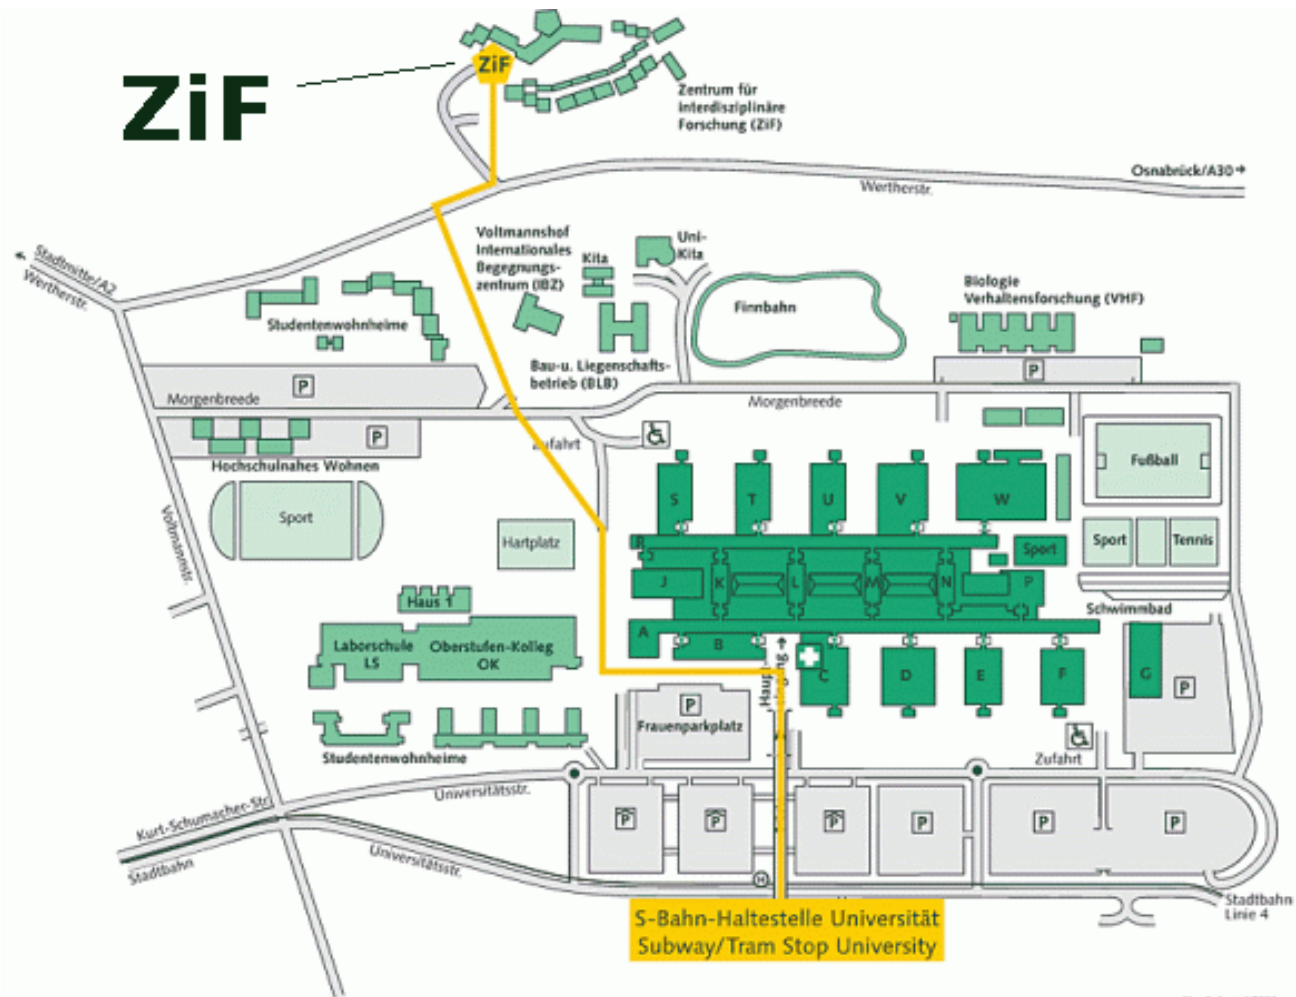 ZiF
ZiF
Zentrum für
interdisziplinäre
Forschung (ZiF)
Osnabrück/A30
Wertherstr.
Stadtmitte/A2
Wertherstr.
Voltmannshof
Internationales
Begegnungs-
zentrum (IBZ)
Kita
Uni-
Kita
Finnbahn
Biologie
Verhaltensforschung (VHF)
Studentenwohnheime
Bau-u. Liegenschafts-
betrieb (BLB)
P
P
Morgenbreede
Morgenbreede
P
Zufahrt
Hochschulnahes Wohnen
Fußball
Sport
Voltmannstr.
Hartplatz
S
T
U
V
W
R
Sport
Sport
Tennis
J
K
L
M
N
P
Schwimmbad
Haus 1
A
B
C
D
E
F
G
P
Laborschule
LS
Oberstufen-Kolleg
OK
P
Frauenparkplatz
Studentenwohnheime
Zufahrt
Universitätsstr.
Kurt-Schumacher-Str.
Stadtbahn
Universitätsstr.
P
P
P
P
P
P
H
S-Bahn-Haltestelle Universität
Subway/Tram Stop University
Stadtbahn
Linie 4